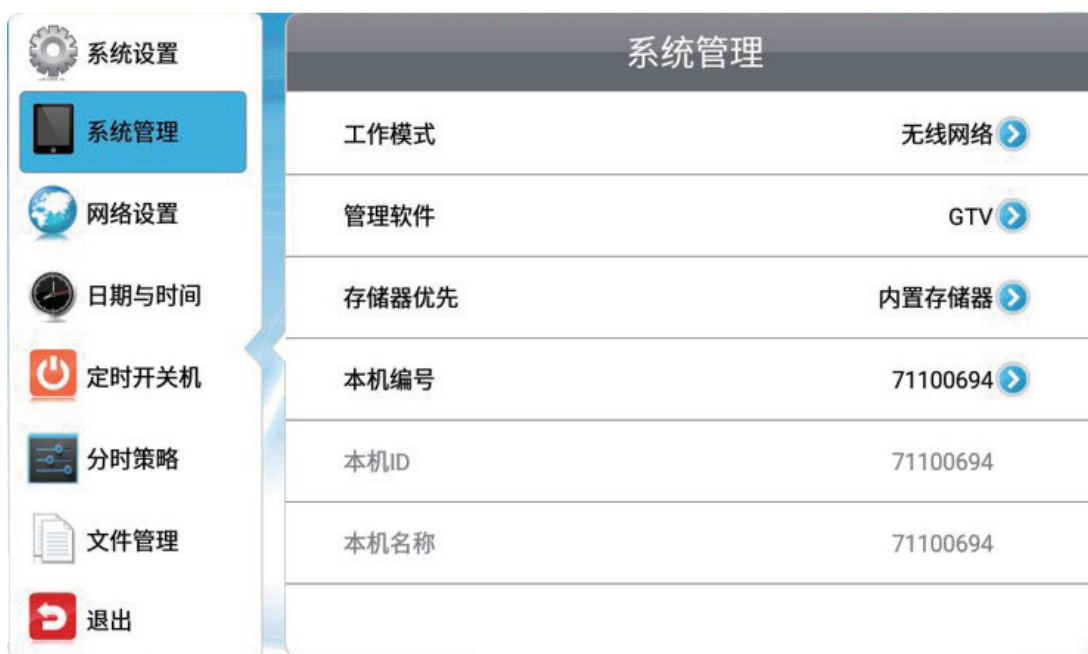 系统设置
系统管理
网络设置
日期与时间
定时开关机
分时策略
文件管理
退出
系统管理
工作模式 无线网络
管理软件 GTV
存储器优先 内置存储器
本机编号 71100694
本机ID 71100694
本机名称 71100694